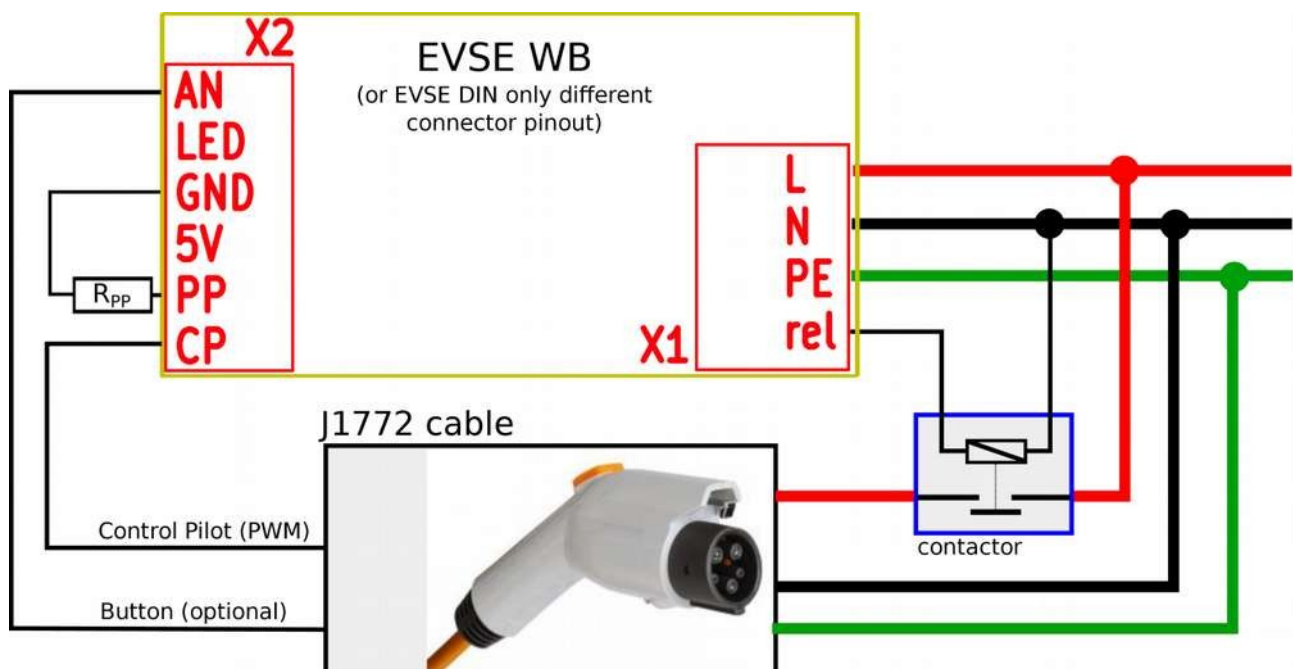 X2
EVSE WB
(or EVSE DIN only different
connector pinout)
AN
LED
GND
5V
PP
CP
RPP
L
N
PE
rel
X1
J1772 cable
Control Pilot (PWM)
Button (optional)
contactor